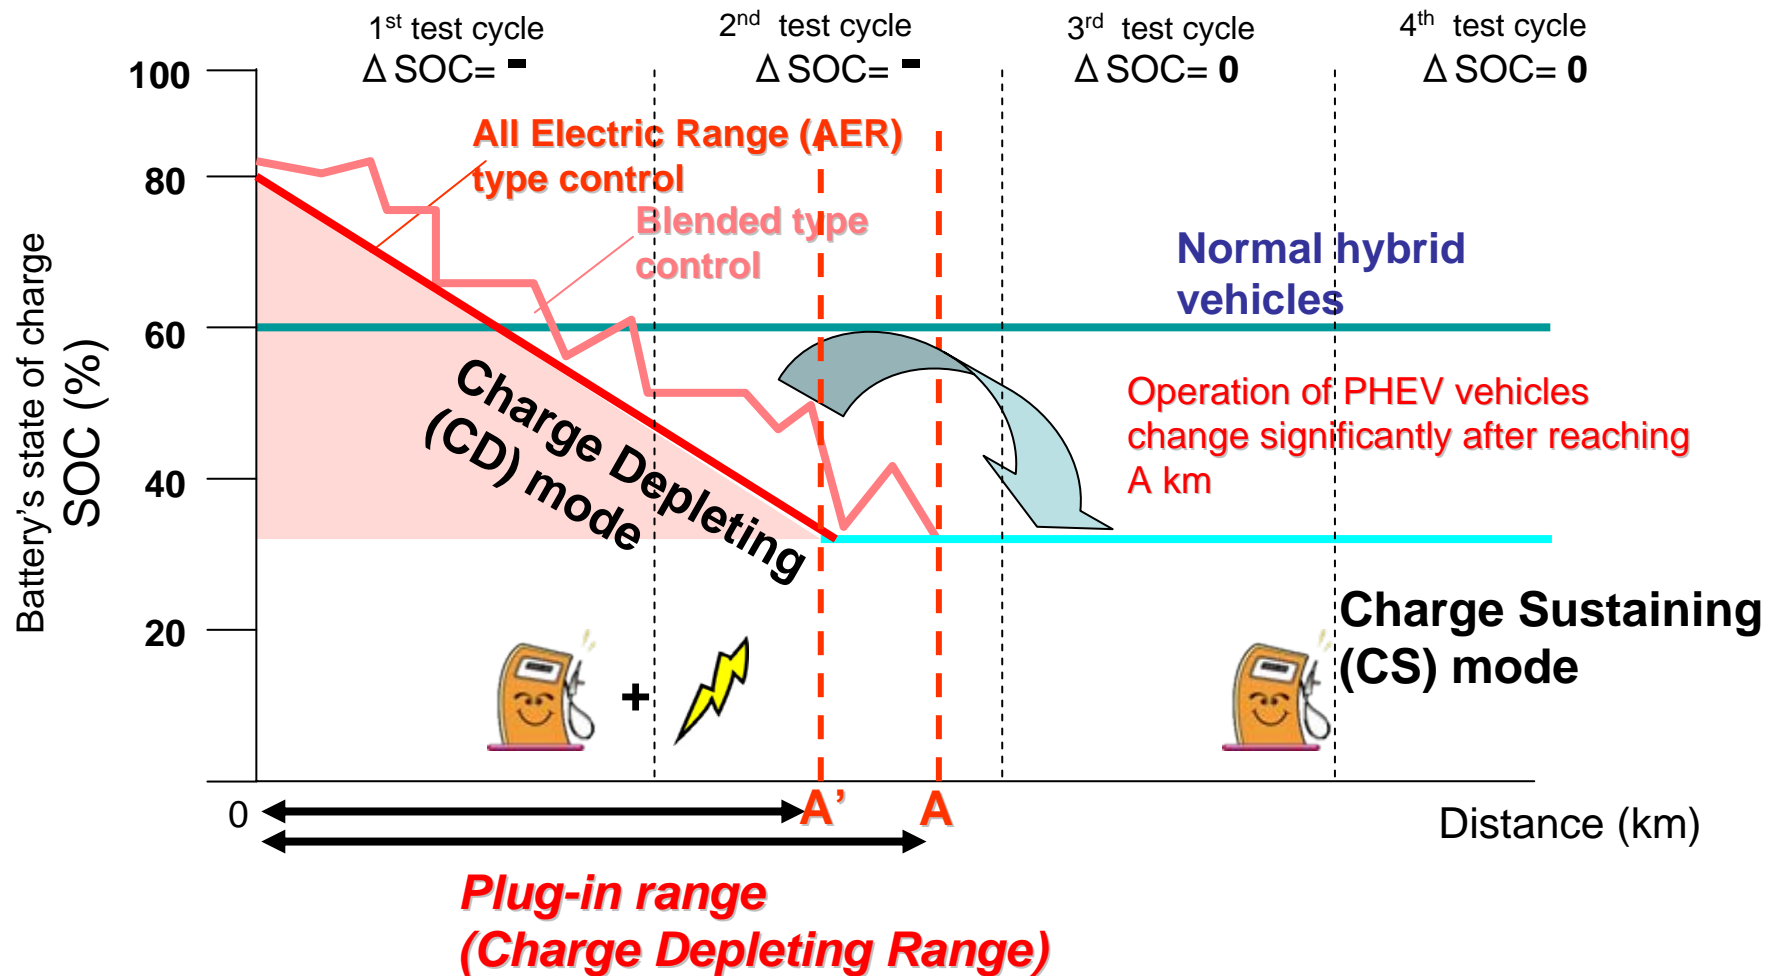 1st test cycle
Δ SOC= -
2nd test cycle
Δ SOC= -
3rd test cycle
Δ SOC= 0
4th test cycle
Δ SOC= 0
100
80
60
40
20
0
Battery's state of charge
SOC (%)
All Electric Range (AER)
type control
Blended type
control
Normal hybrid
vehicles
Charge Depleting
(CD) mode
Operation of PHEV vehicles
change significantly after reaching
A km
Charge Sustaining
(CS) mode
+
A’
A
Distance (km)
Plug-in range
(Charge Depleting Range)